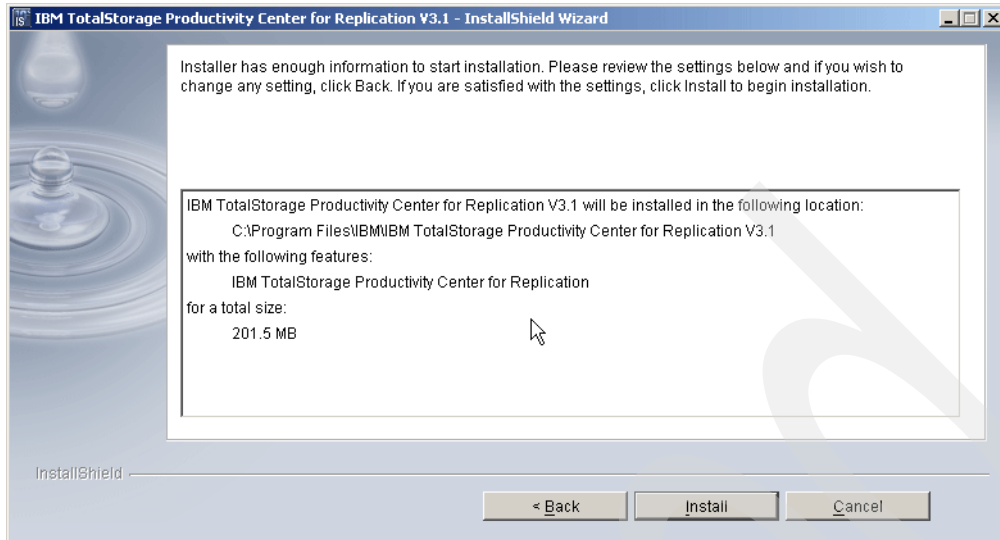 IBM TotalStorage Productivity Center for Replication V3.1 - InstallShield Wizard
Installer has enough information to start installation. Please review the settings below and if you wish to
change any setting, click Back. If you are satisfied with the settings, click Install to begin installation.
IBM TotalStorage Productivity Center for Replication V3.1 will be installed in the following location:
C:\Program Files\IBM\IBM TotalStorage Productivity Center for Replication V3.1
with the following features:
IBM TotalStorage Productivity Center for Replication
for a total size:
201.5 MB
InstallShield
< Back Install Cancel